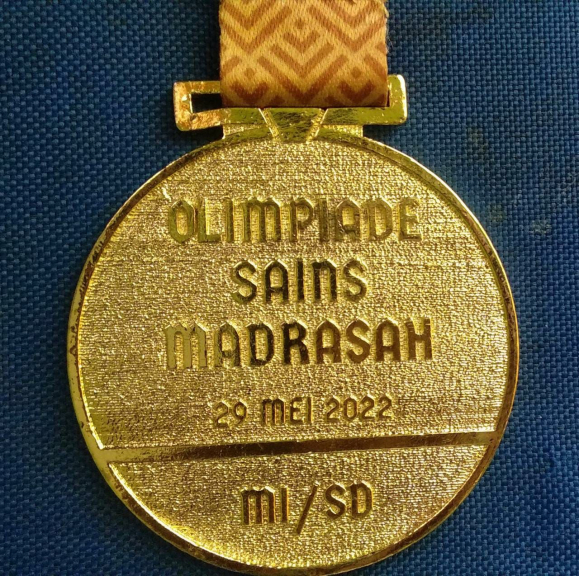 OLIMPIADE
SAINS
MADRASAH
29 MEI 2022
MI/SD